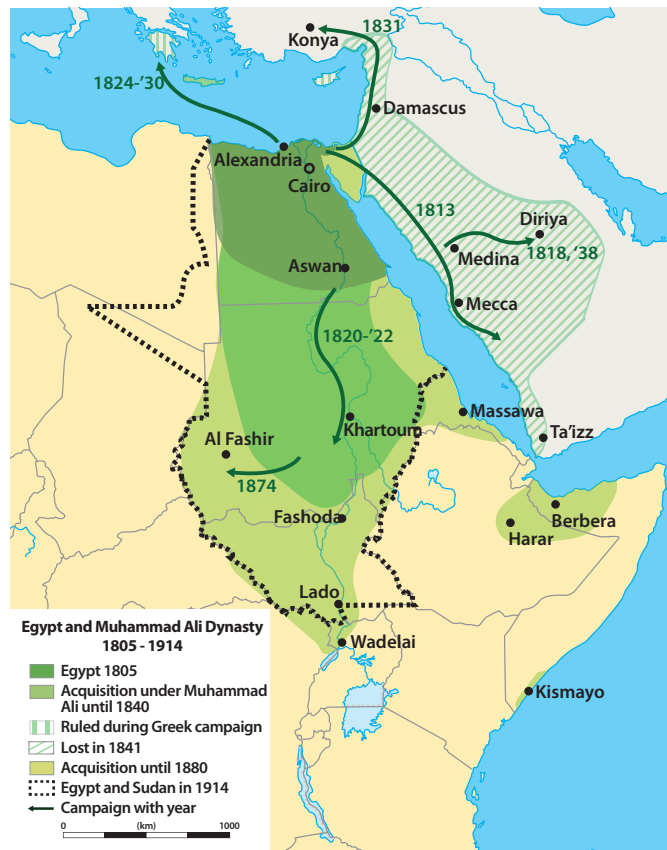 1831
Konya
1824-’30
Damascus
Alexandria
Cairo
1813
Diriya
Medina
1818, ‘38
Aswan
Mecca
1820-’22
Massawa
Khartoum
Ta’izz
Al Fashir
1874
Berbera
Fashoda
Harar
Lado
Wadelai
Kismayo
Egypt and Muhammad Ali Dynasty
1805 - 1914
Egypt 1805
Acquisition under Muhammad
Ali until 1840
Ruled during Greek campaign
Lost in 1841
Acquisition until 1880
Egypt and Sudan in 1914
Campaign with year
0 (km) 1000